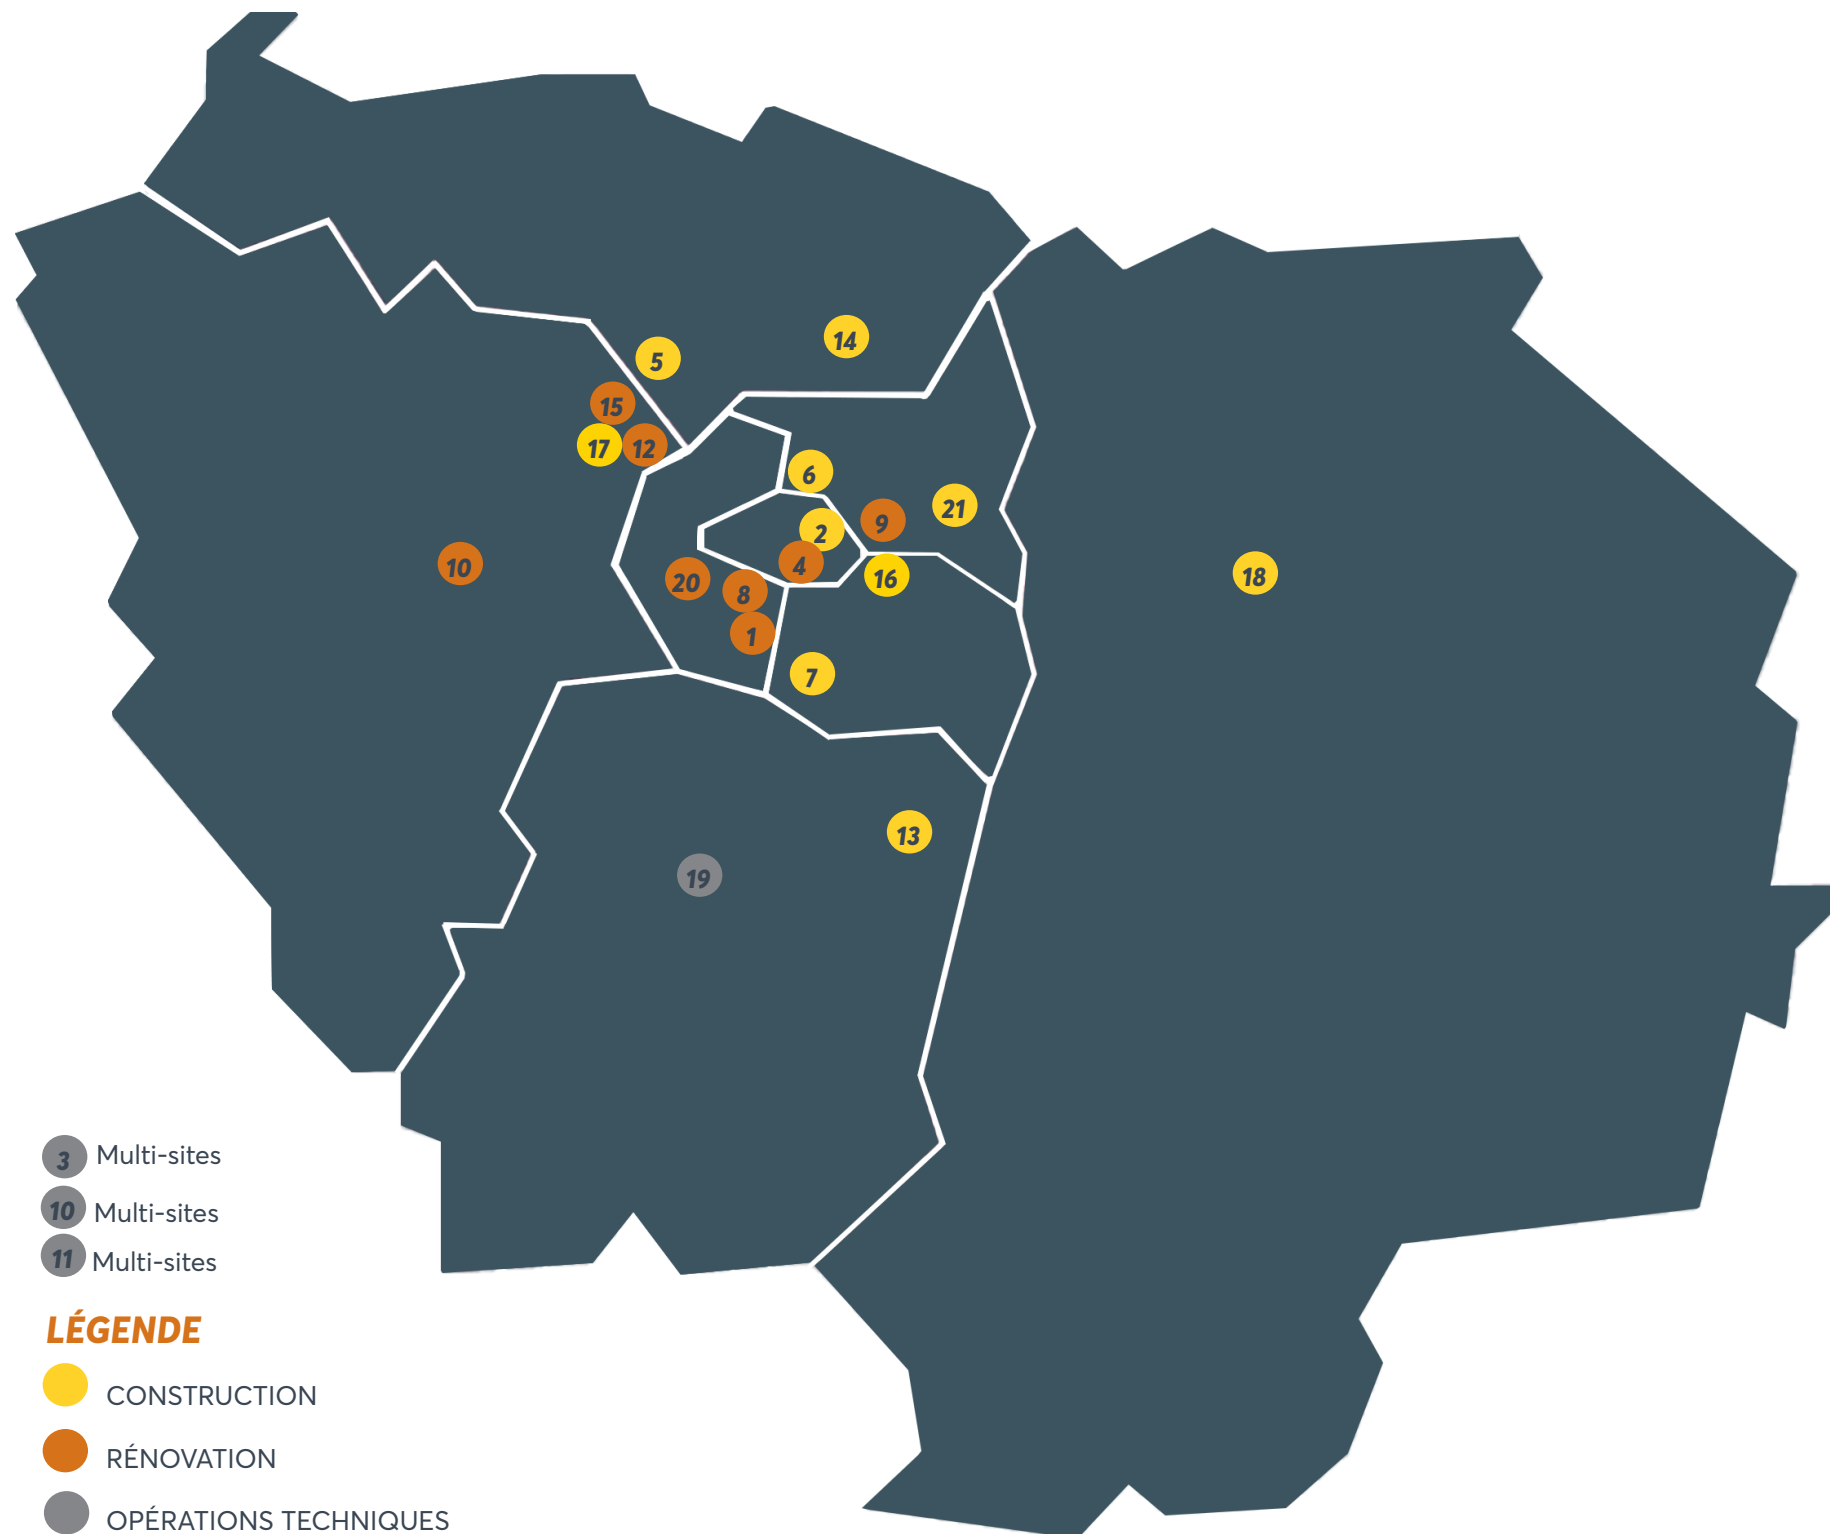 14
5
15
17
12
6
21
9
2
4
16
10
20
8
1
18
7
13
19
3 Multi-sites
10 Multi-sites
11 Multi-sites
LÉGENDE
CONSTRUCTION
RÉNOVATION
OPÉRATIONS TECHNIQUES